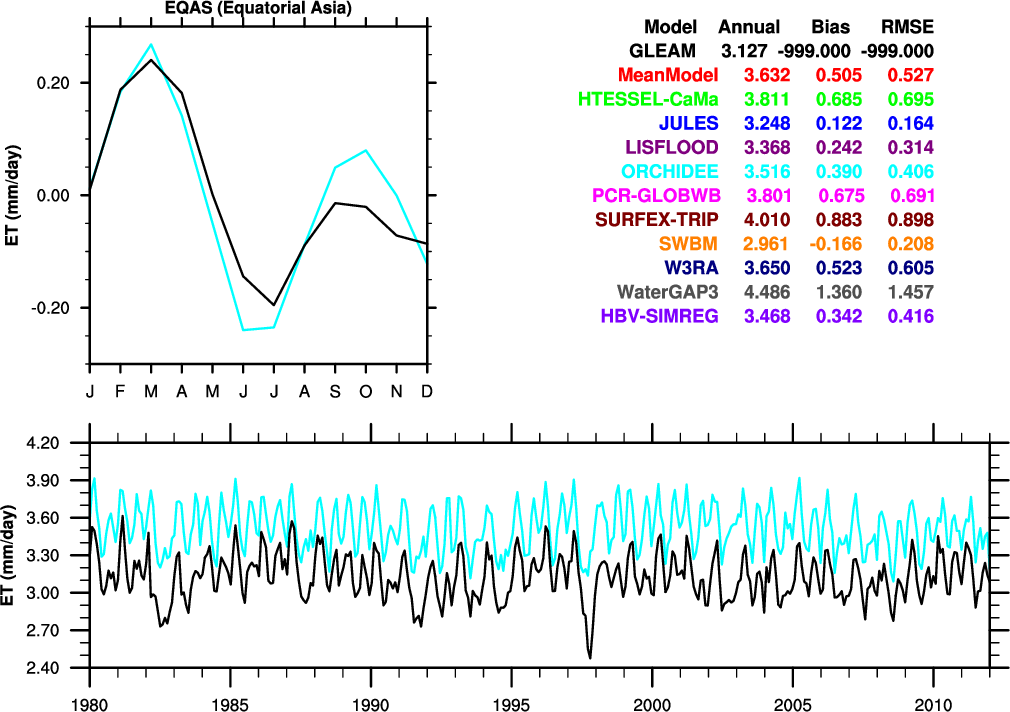 EQAS (Equatorial Asia)
Model Annual Bias RMSE
GLEAM 3.127 -999.000 -999.000
MeanModel 3.632 0.505 0.527
HTESSEL-CaMa 3.811 0.685 0.695
JULES 3.248 0.122 0.164
LISFLOOD 3.368 0.242 0.314
ORCHIDEE 3.516 0.390 0.406
PCR-GLOBWB 3.801 0.675 0.691
SURFEX-TRIP 4.010 0.883 0.898
SWBM 2.961 -0.166 0.208
W3RA 3.650 0.523 0.605
WaterGAP3 4.486 1.360 1.457
HBV-SIMREG 3.468 0.342 0.416
ET (mm/day)
0.20
0.00
-0.20
J F M A M J J A S O N D
ET (mm/day)
4.20
3.90
3.60
3.30
3.00
2.70
2.40
1980 1985 1990 1995 2000 2005 2010